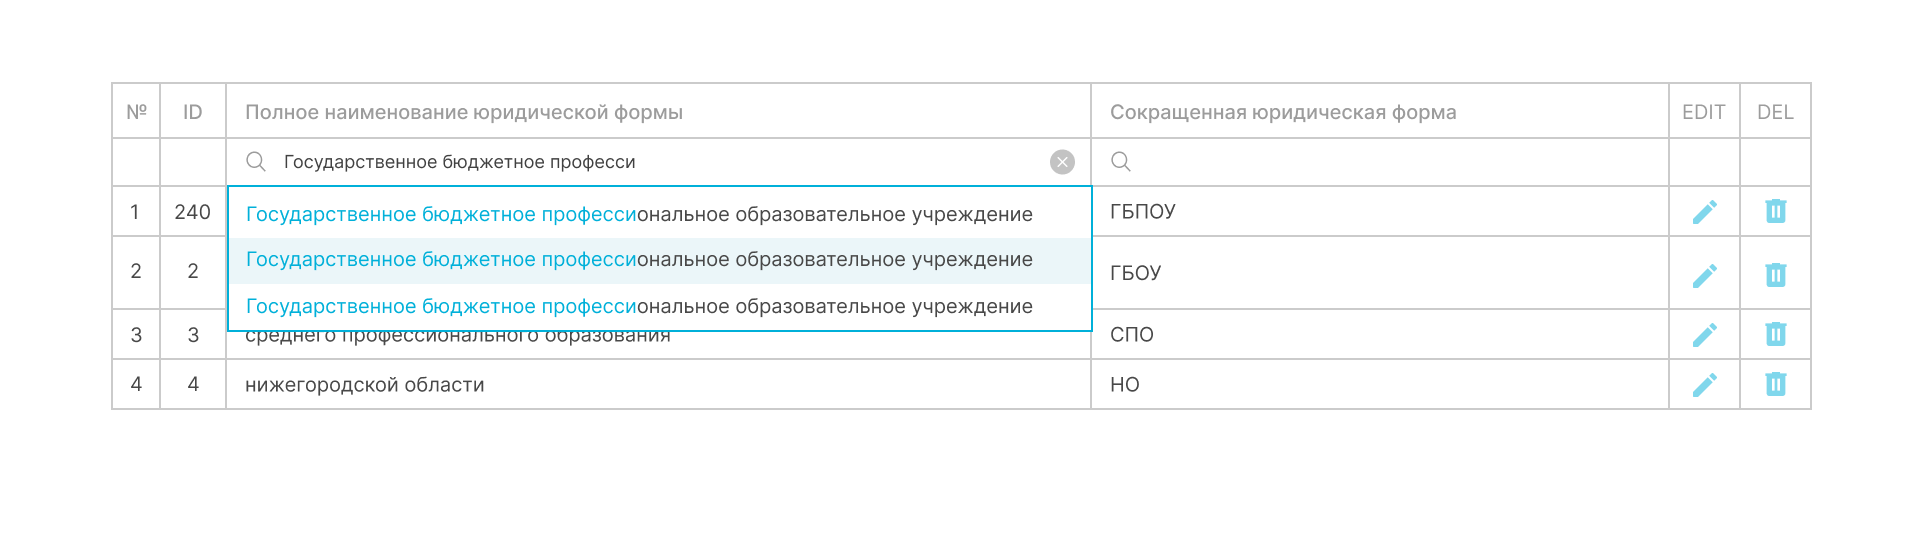 № ID Полное наименование юридической формы Сокращенная юридическая форма EDIT DEL
Государственное бюджетное професси
1 240 Государственное бюджетное профессиональное образовательное учреждение ГБПОУ
Государственное бюджетное профессиональное образовательное учреждение
2 2 ГБОУ
Государственное бюджетное профессиональное образовательное учреждение
3 3 среднего профессионального образования СПО
4 4 нижегородской области НО